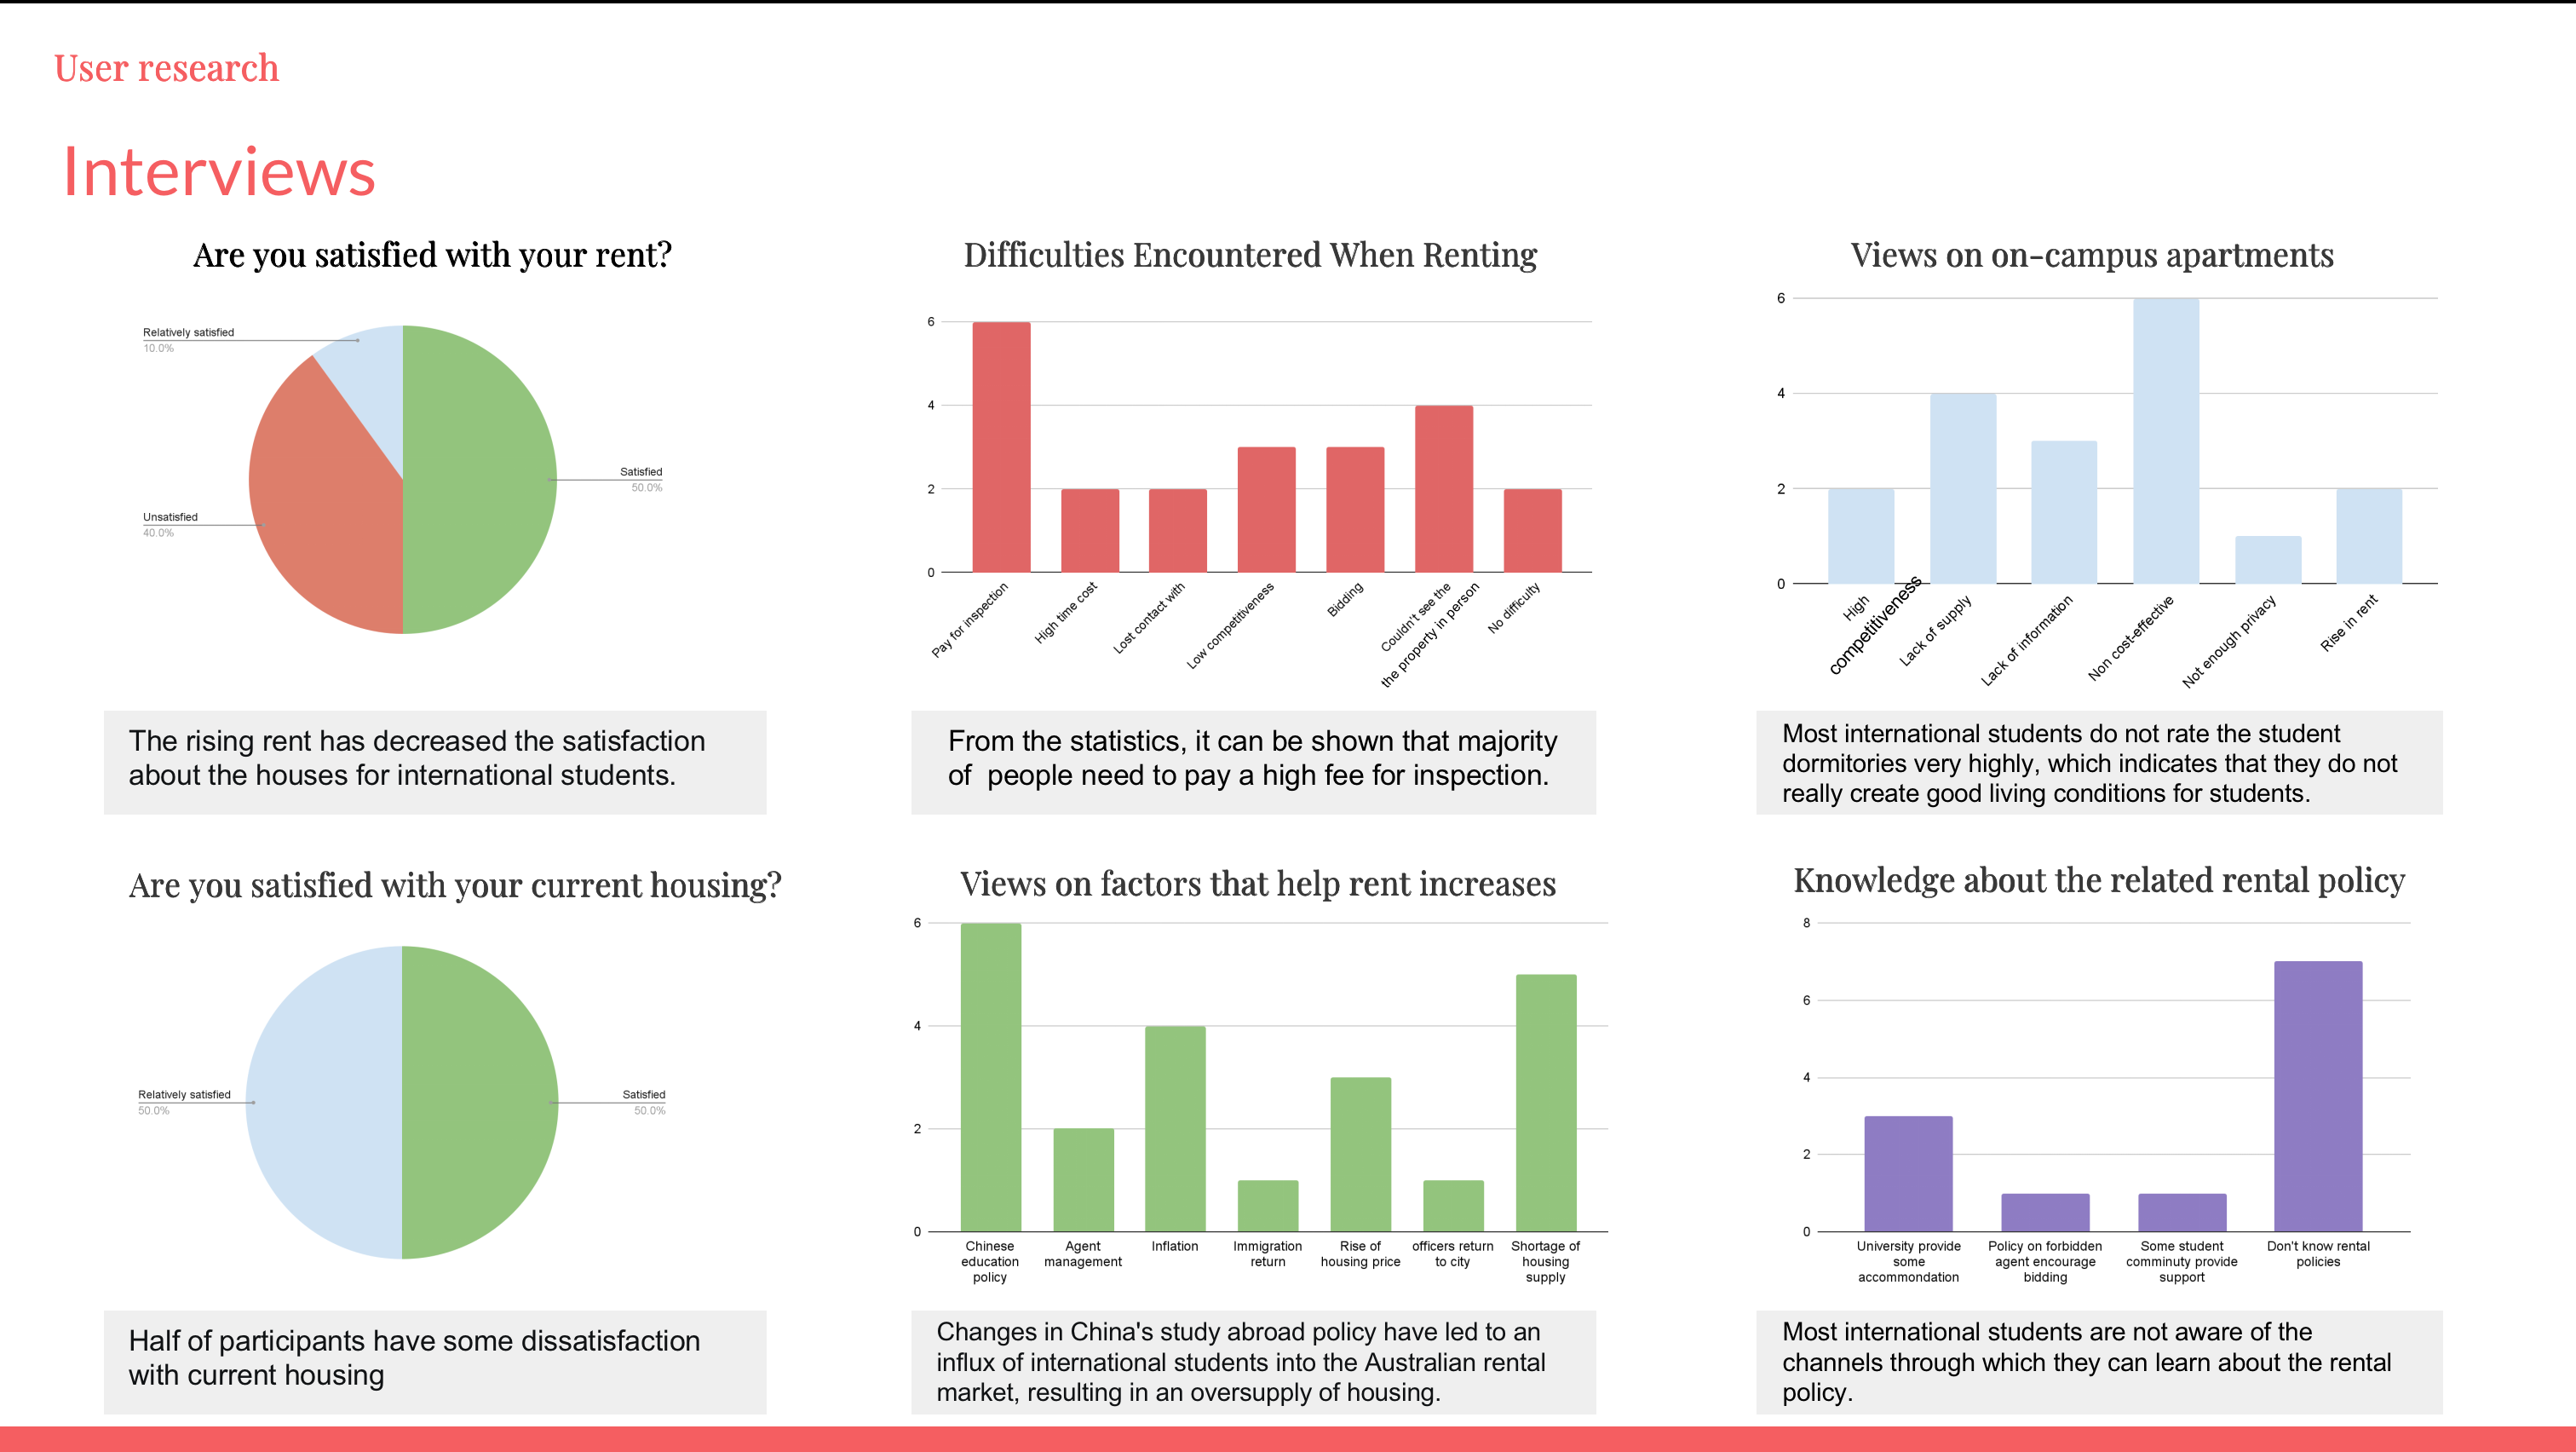 User research
Interviews
Are you satisfied with your rent?
Relatively satisfied
10.0%
Satisfied
50.0%
Unsatisfied
40.0%
The rising rent has decreased the satisfaction
about the houses for international students.
Difficulties Encountered When Renting
6
4
2
0
Pay for inspection
High time cost
Lost contact with
Low competitiveness
Bidding
Couldn't see the
the property in person
No difficulty
From the statistics, it can be shown that majority
of  people need to pay a high fee for inspection.
Views on on-campus apartments
6
4
2
0
High
competitiveness
Lack of supply
Lack of information
Non cost-effective
Not enough privacy
Rise in rent
Most international students do not rate the student
dormitories very highly, which indicates that they do not
really create good living conditions for students.
Are you satisfied with your current housing?
Relatively satisfied
50.0%
Satisfied
50.0%
Half of participants have some dissatisfaction
with current housing
Views on factors that help rent increases
6
4
2
0
Chinese
education
policy
Agent
management
Inflation
Immigration
return
Rise of
housing price
officers return
to city
Shortage of
housing
supply
Changes in China's study abroad policy have led to an
influx of international students into the Australian rental
market, resulting in an oversupply of housing.
Knowledge about the related rental policy
8
6
4
2
0
University provide
some
accommondation
Policy on forbidden
agent encourage
bidding
Some student
comminuty provide
support
Don't know rental
policies
Most international students are not aware of the
channels through which they can learn about the rental
policy.